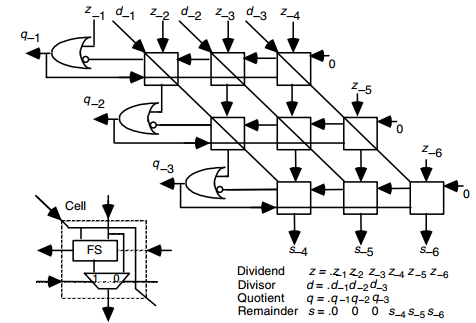 z_-1 d_-1 z_-2 d_-2 z_-3 d_-3 z_-4
q_-1
0
z_-5
q_-2
0
z_-6
q_-3
0
Cell
FS
1 0
s_-4 s_-5 s_-6
Dividend z = .z_-1 z_-2 z_-3 z_-4 z_-5 z_-6
Divisor d = .d_-1 d_-2 d_-3
Quotient q = .q_-1 q_-2 q_-3
Remainder s = .0 0 0 s_-4 s_-5 s_-6